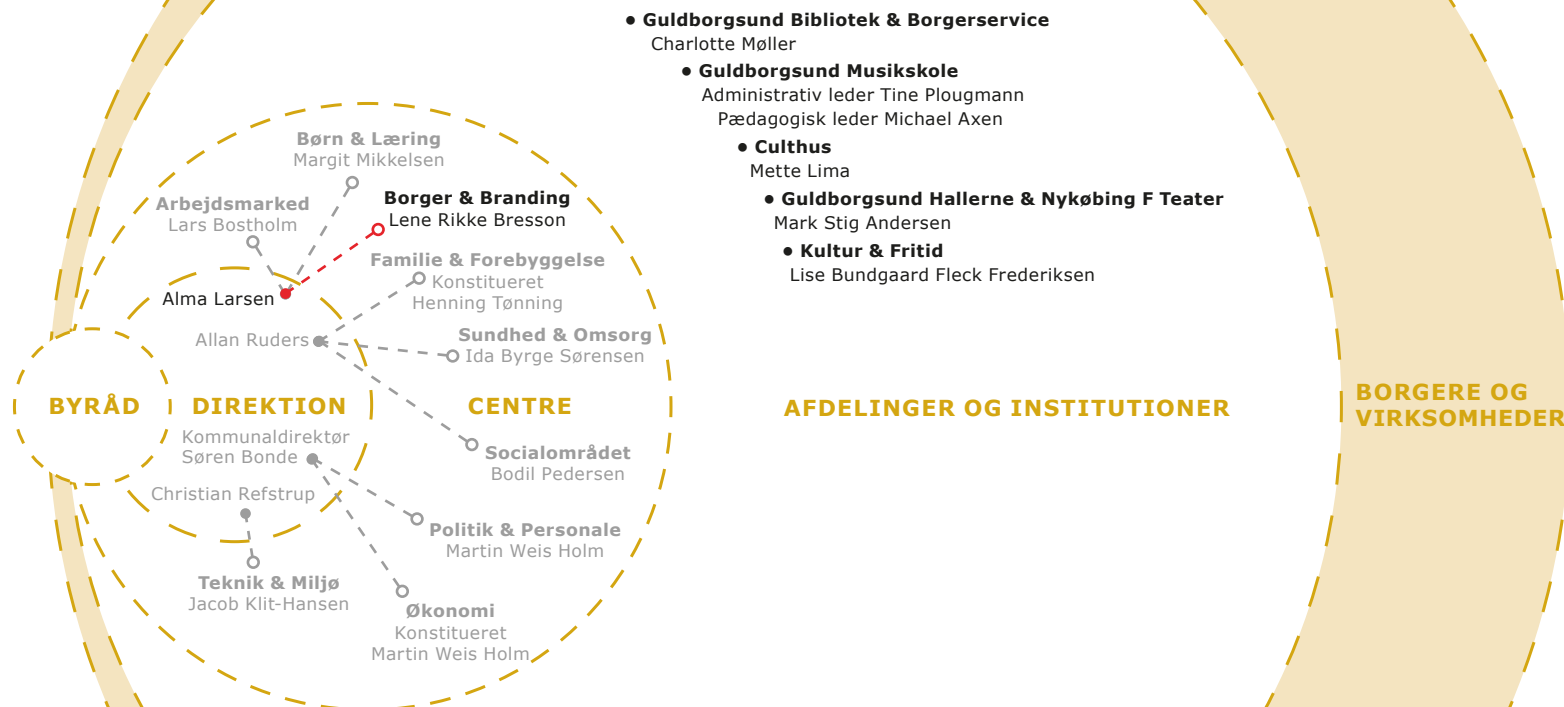 • Guldborgsund Bibliotek & Borgerservice
Charlotte Møller
• Guldborgsund Musikskole
Administrativ leder Tine Plougmann
Pædagogisk leder Michael Axen
• Culthus
Mette Lima
• Guldborgsund Hallerne & Nykøbing F Teater
Mark Stig Andersen
• Kultur & Fritid
Lise Bundgaard Fleck Frederiksen
Børn & Læring
Margit Mikkelsen
Borger & Branding
Lene Rikke Bresson
Arbejdsmarked
Lars Bostholm
Familie & Forebyggelse
Konstitueret
Henning Tønning
Alma Larsen
Allan Ruders
Sundhed & Omsorg
Ida Byrge Sørensen
BYRÅD
DIREKTION
CENTRE
AFDELINGER OG INSTITUTIONER
BORGERE OG
VIRKSOMHEDER
Kommunaldirektør
Søren Bonde
Christian Refstrup
Socialområdet
Bodil Pedersen
Politik & Personale
Martin Weis Holm
Teknik & Miljø
Jacob Klit-Hansen
Økonomi
Konstitueret
Martin Weis Holm